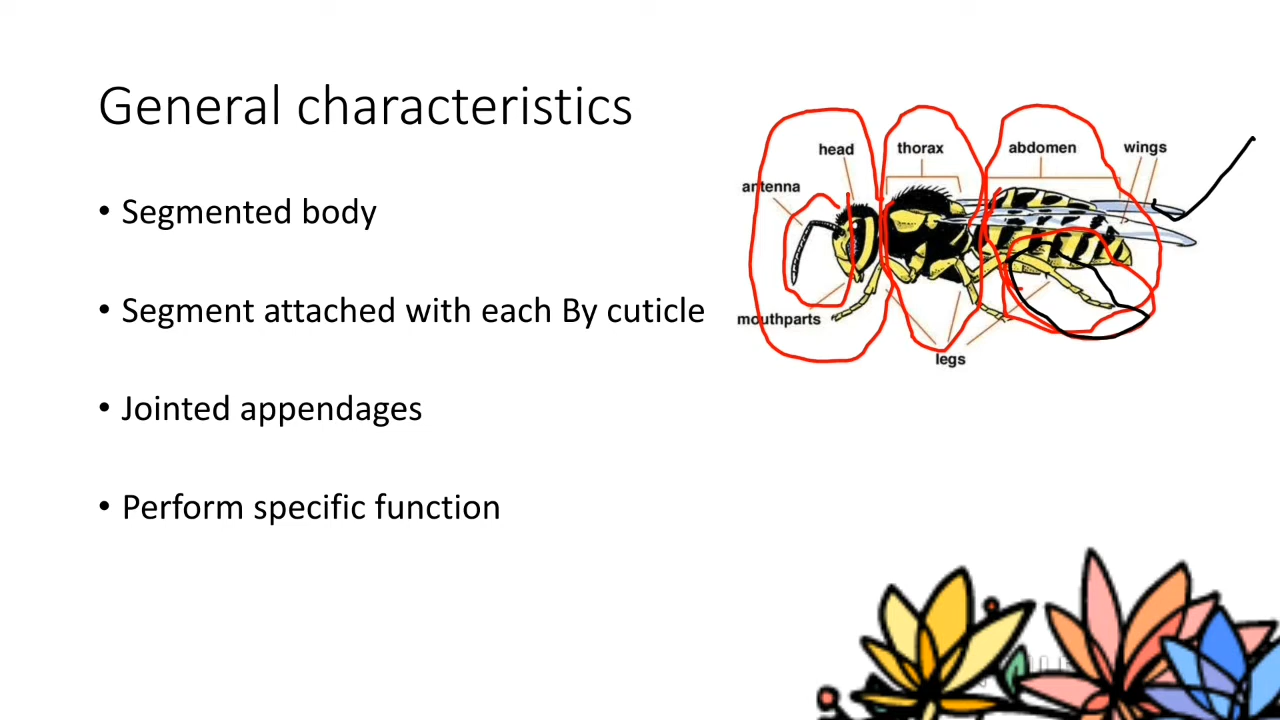 General characteristics
• Segmented body
• Segment attached with each By cuticle
• Jointed appendages
• Perform specific function
head
thorax
abdomen
wings
antenna
mouthparts
legs